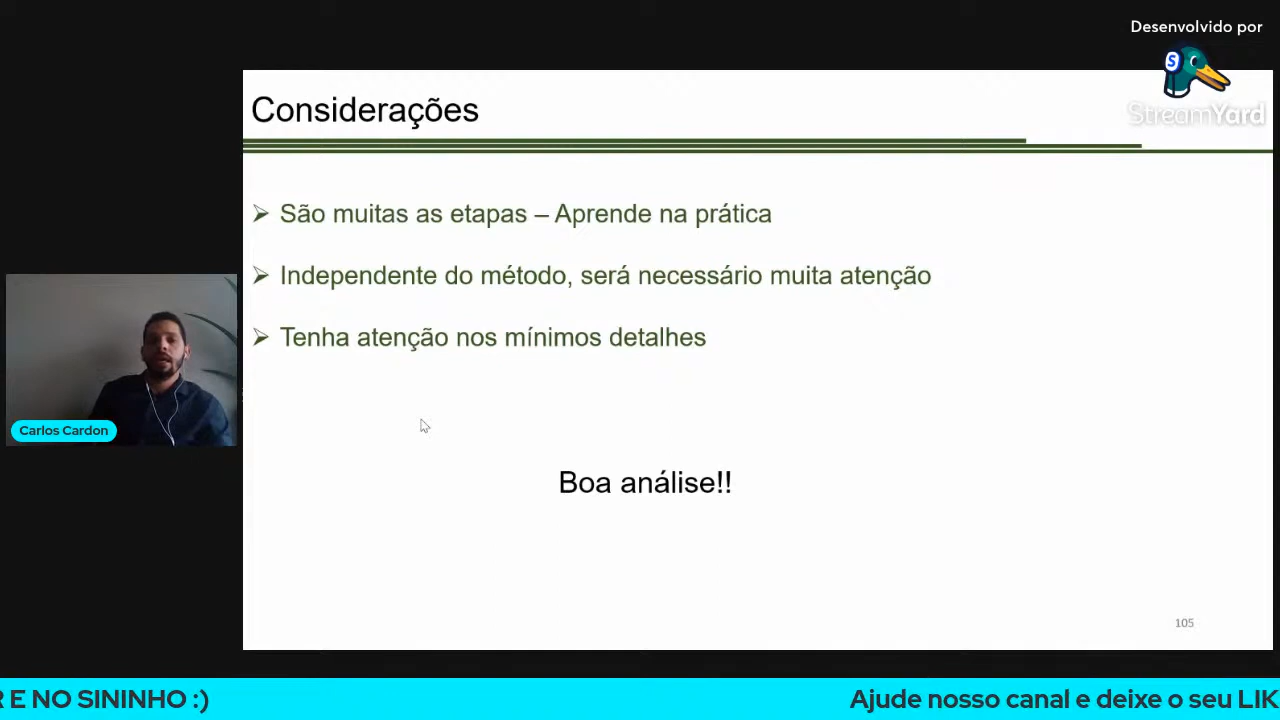 Desenvolvido por
S
StreamYard
Considerações
São muitas as etapas – Aprende na prática
Independente do método, será necessário muita atenção
Tenha atenção nos mínimos detalhes
Carlos Cardon
Boa análise!!
105
R E NO SININHO :)
Ajude nosso canal e deixe o seu LIK